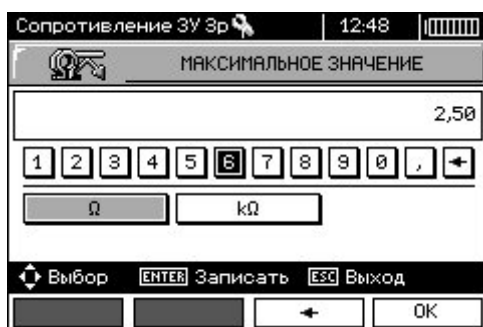 Сопротивление ЗУ 3р 12:48
МАКСИМАЛЬНОЕ ЗНАЧЕНИЕ
2,50
1 2 3 4 5 6 7 8 9 0 , ←
Ω kΩ
Выбор ENTER Записать ESC Выход
← OK